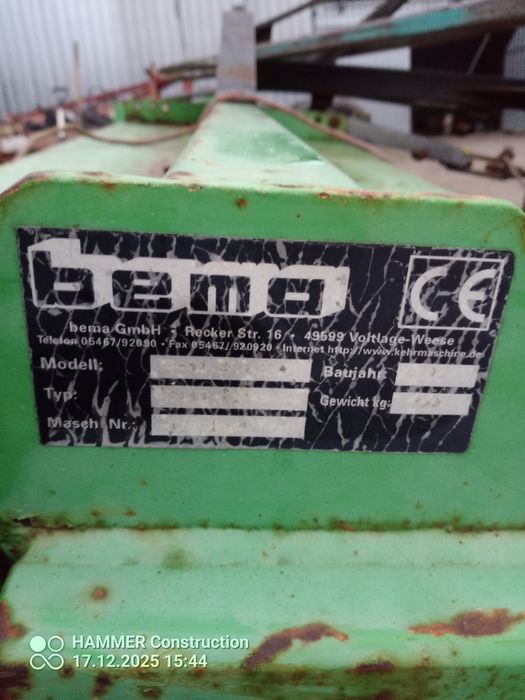 bema
CE
bema GmbH • Recker Str. 16 • 49599 Voltlage-Weese
Telefon 05467/92090 • Fax 05467/ 920920 • Internet http://www.kehrmaschine.de
Modell:
Baujahr:
Typ:
Gewicht kg:
Masch. Nr.:
HAMMER Construction
17.12.2025 15:44